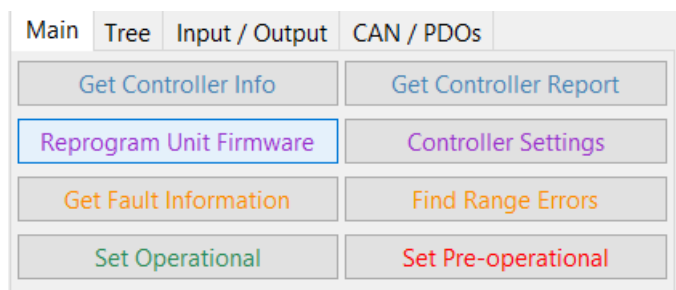 Main Tree Input / Output CAN / PDOs
Get Controller Info Get Controller Report
Reprogram Unit Firmware Controller Settings
Get Fault Information Find Range Errors
Set Operational Set Pre-operational